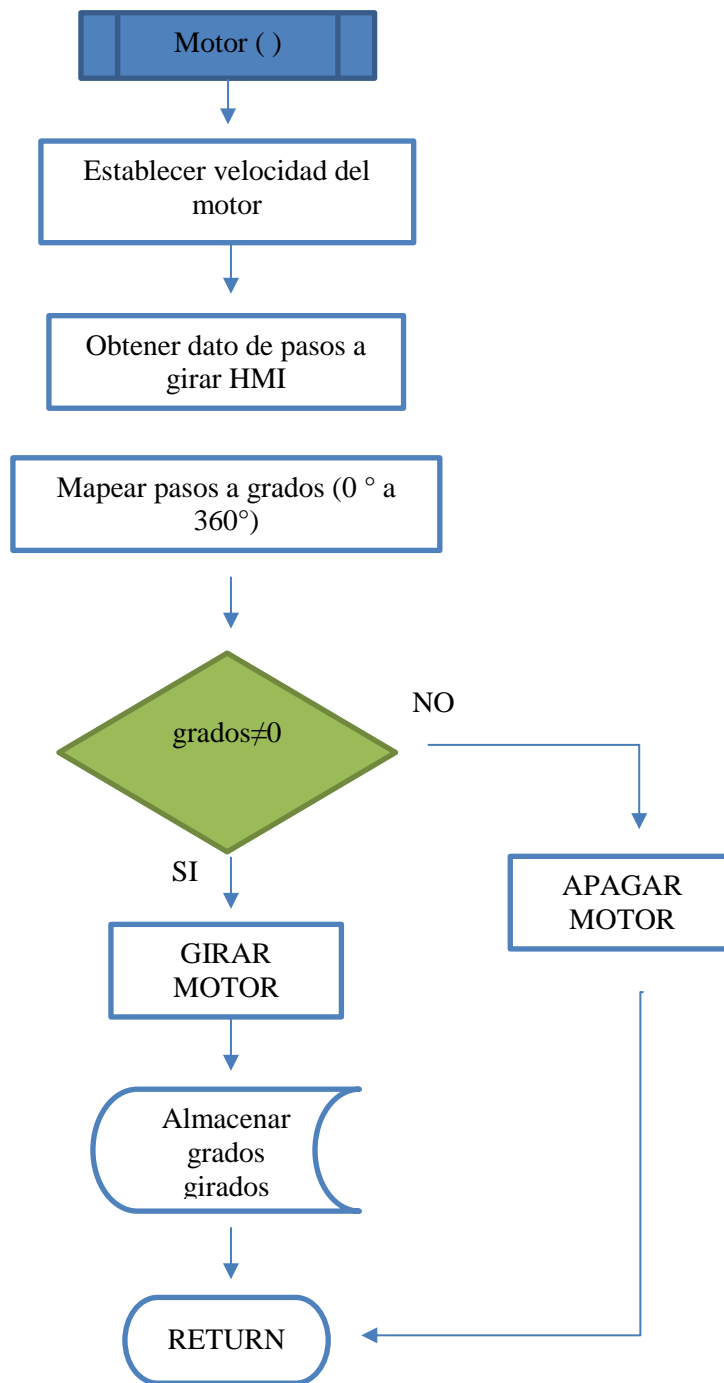 Motor ( )
Establecer velocidad del
motor
Obtener dato de pasos a
girar HMI
Mapear pasos a grados (0 ° a
360°)
grados≠0
NO
SI
APAGAR
MOTOR
GIRAR
MOTOR
Almacenar
grados
girados
RETURN